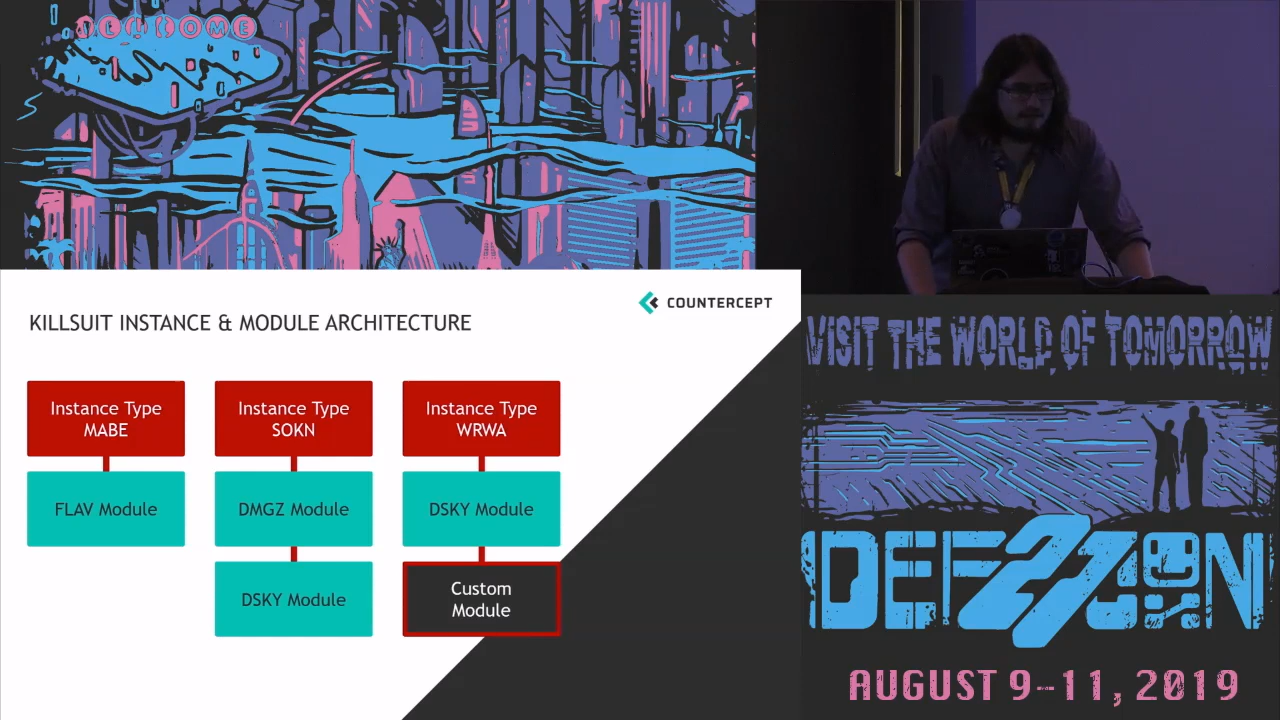 WELCOME
COUNTERCEPT
KILLSUIT INSTANCE & MODULE ARCHITECTURE
Instance Type
MABE
Instance Type
SOKN
Instance Type
WRWA
FLAV Module
DMGZ Module
DSKY Module
DSKY Module
Custom
Module
VISIT THE WORLD OF TOMORROW
DEF 27 CON
AUGUST 9-11, 2019